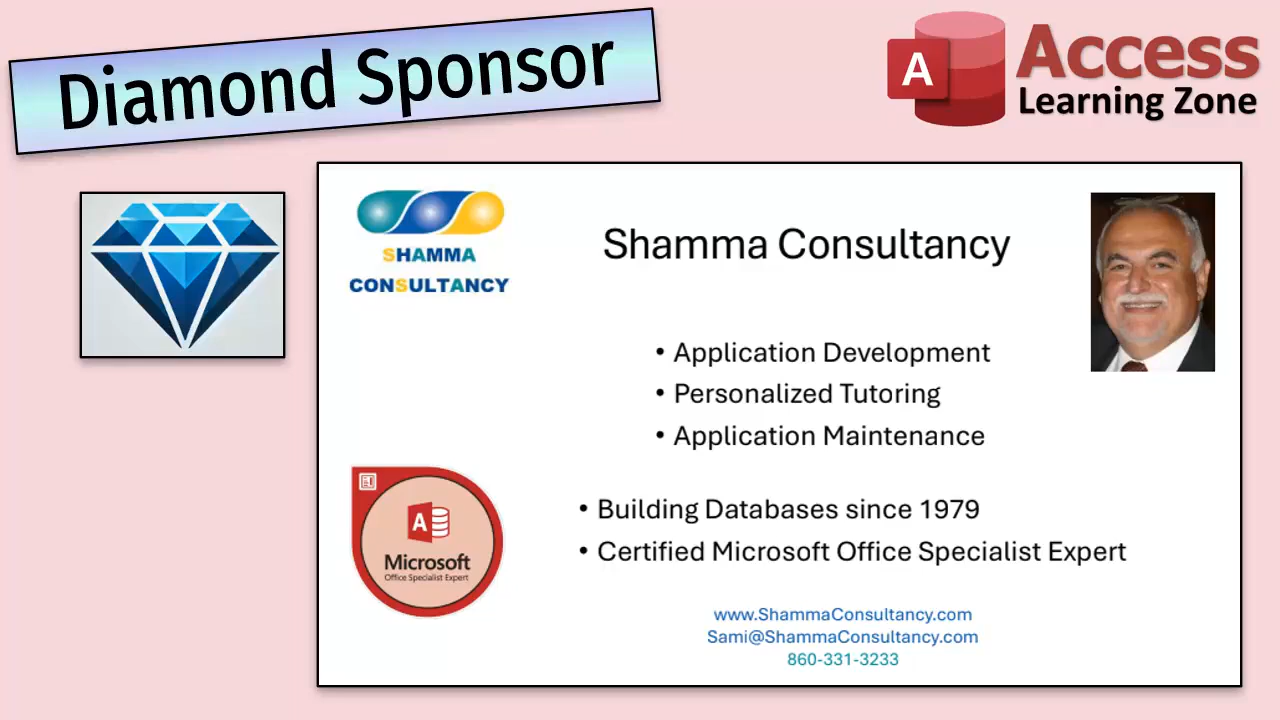 Diamond Sponsor
A
Access
Learning Zone
SHAMMA
CONSULTANCY
Shamma Consultancy
• Application Development
• Personalized Tutoring
• Application Maintenance
A
Microsoft
Office Specialist Expert
• Building Databases since 1979
• Certified Microsoft Office Specialist Expert
www.ShammaConsultancy.com
Sami@ShammaConsultancy.com
860-331-3233